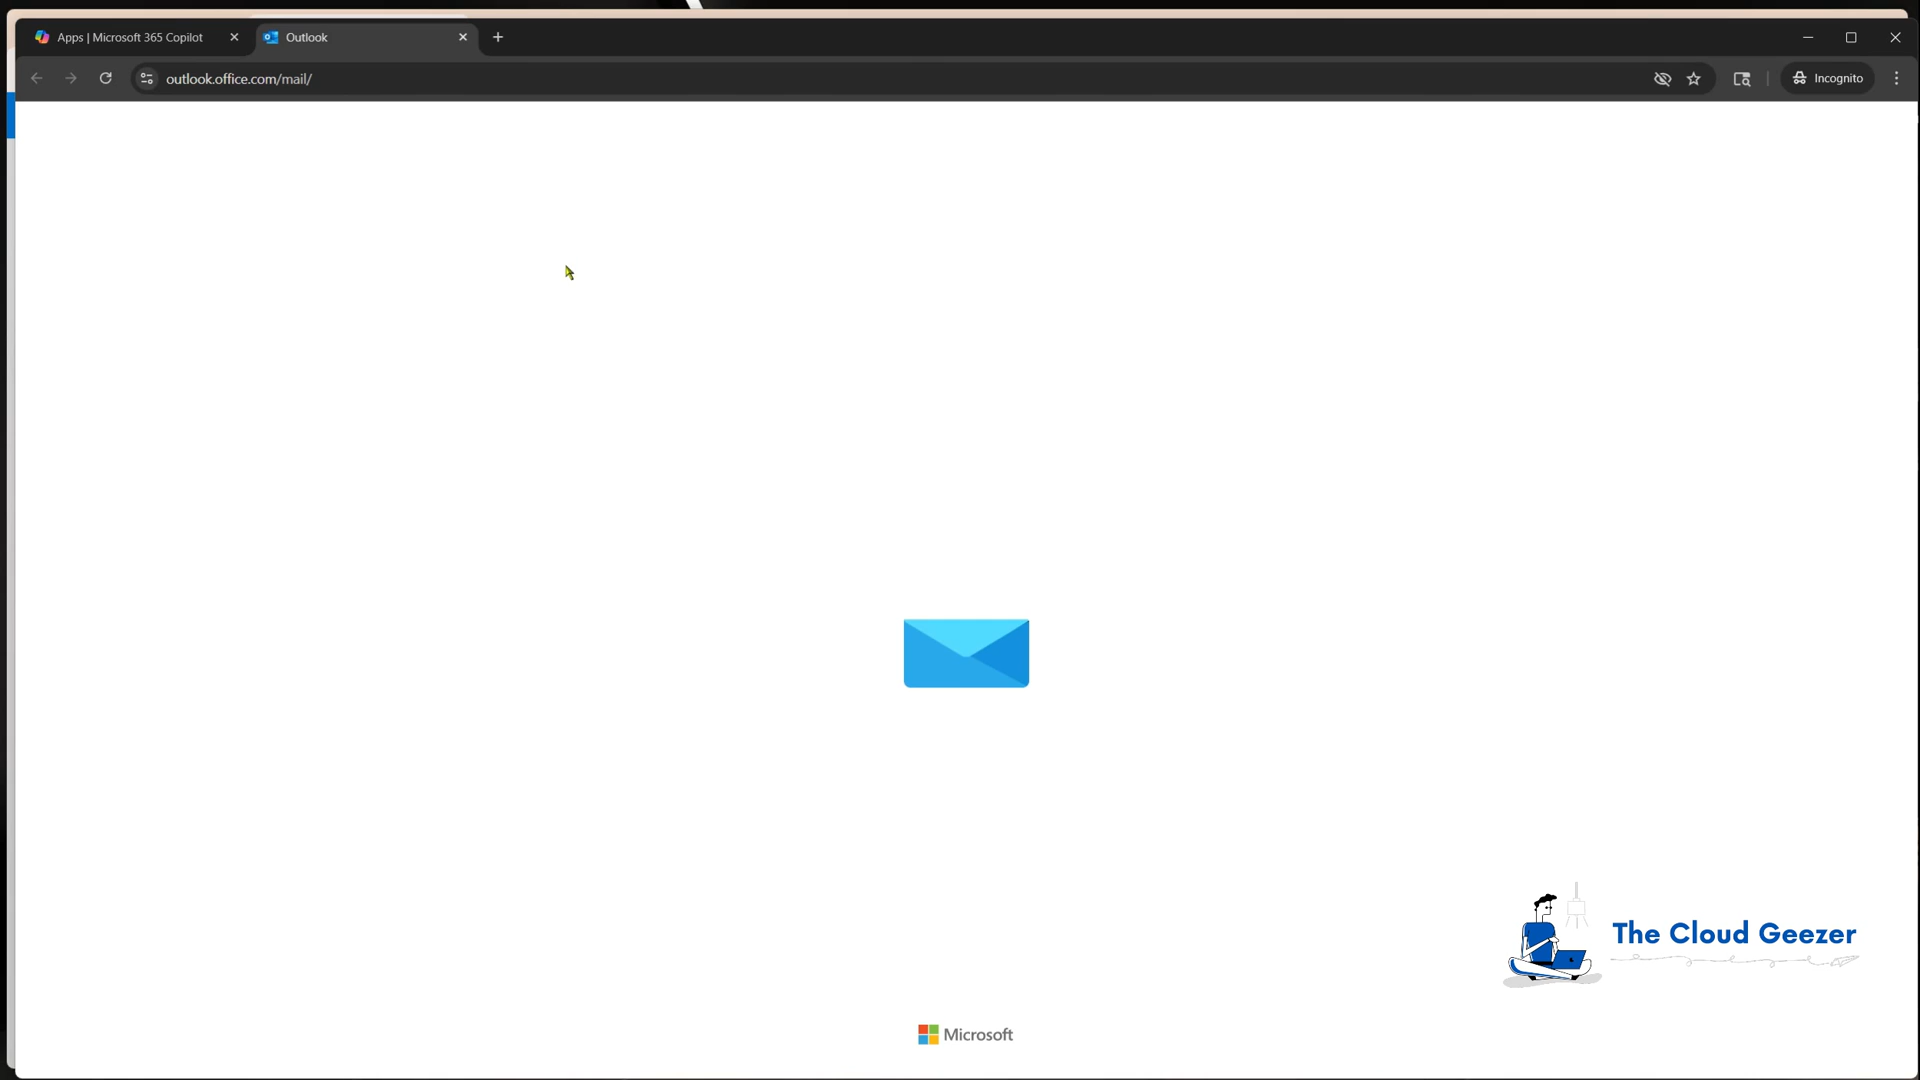 Apps | Microsoft 365 Copilot
Outlook
outlook.office.com/mail/
Incognito
The Cloud Geezer
Microsoft